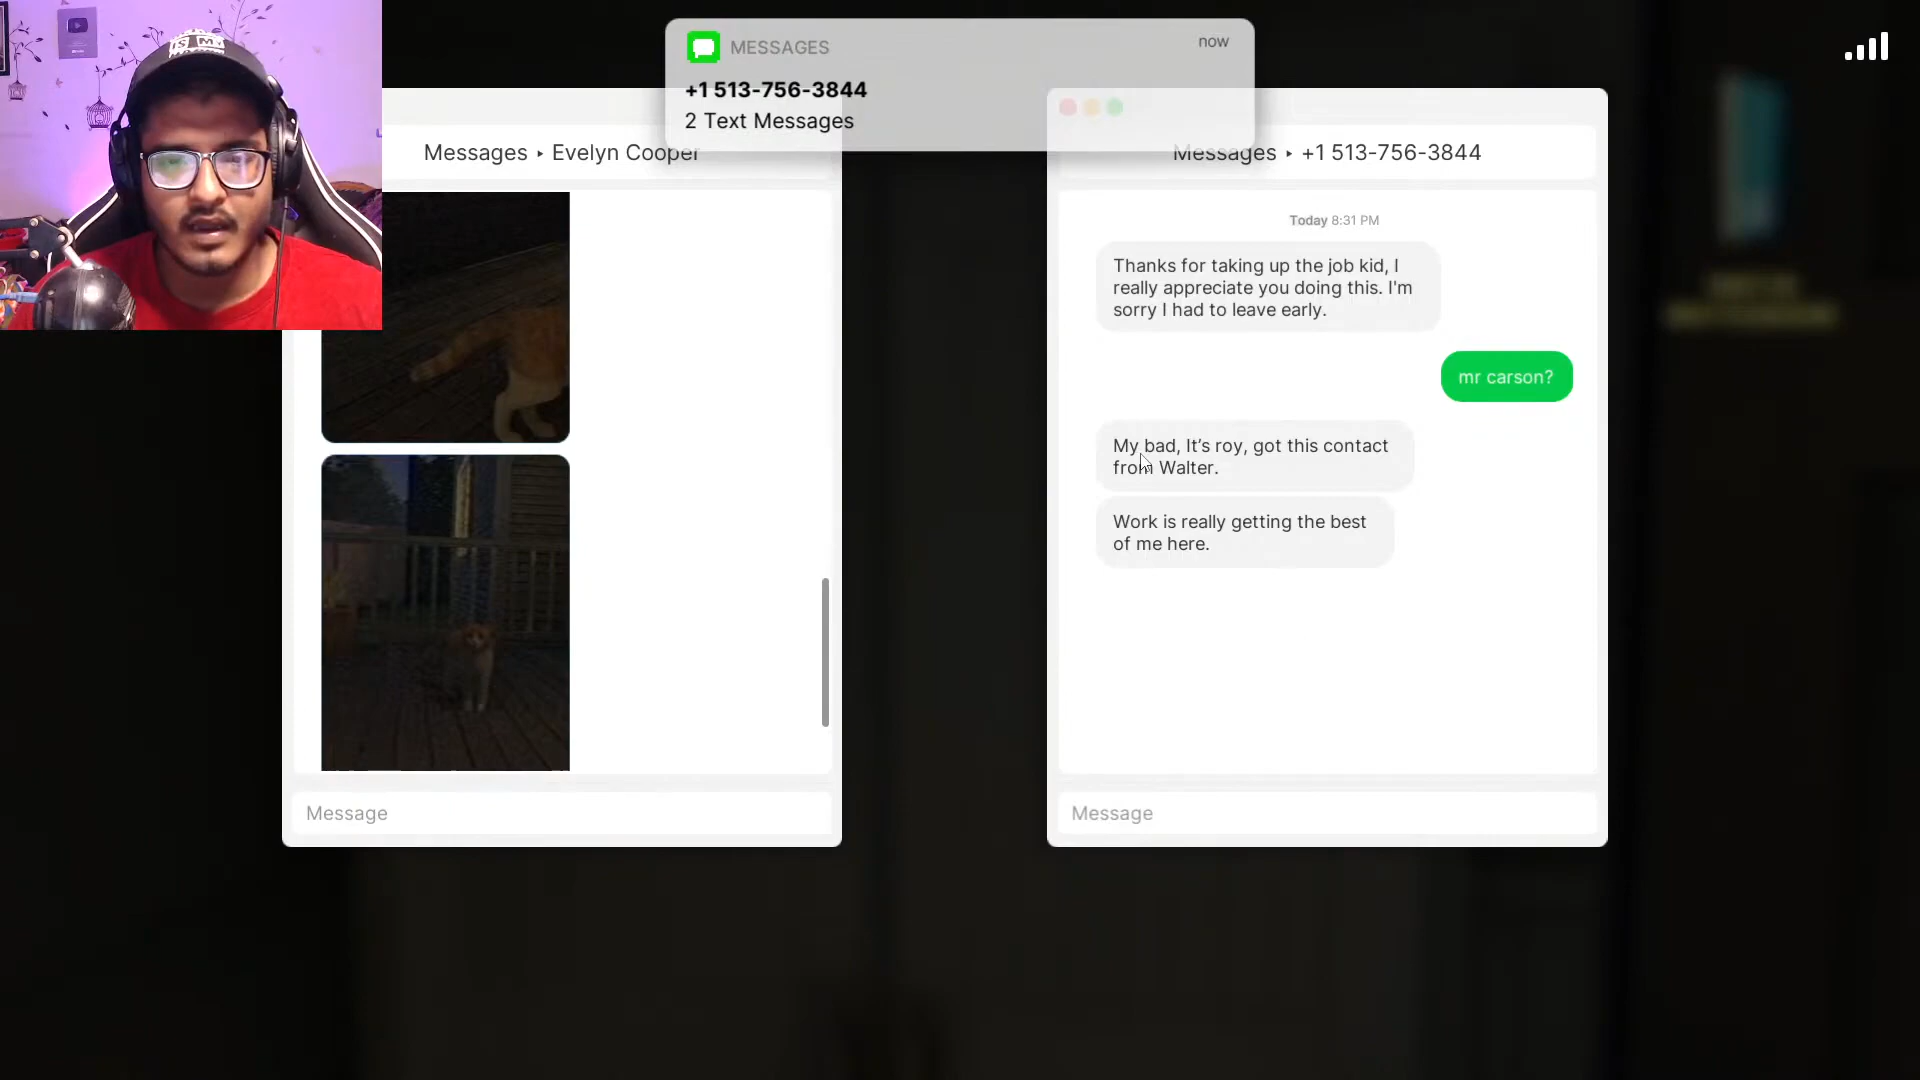 MESSAGES
now
+1 513-756-3844
2 Text Messages
Messages ‣ Evelyn Cooper
Message
Messages ‣ +1 513-756-3844
Today 8:31 PM
Thanks for taking up the job kid, I
really appreciate you doing this. I'm
sorry I had to leave early.
mr carson?
My bad, It’s roy, got this contact
from Walter.
Work is really getting the best
of me here.
Message